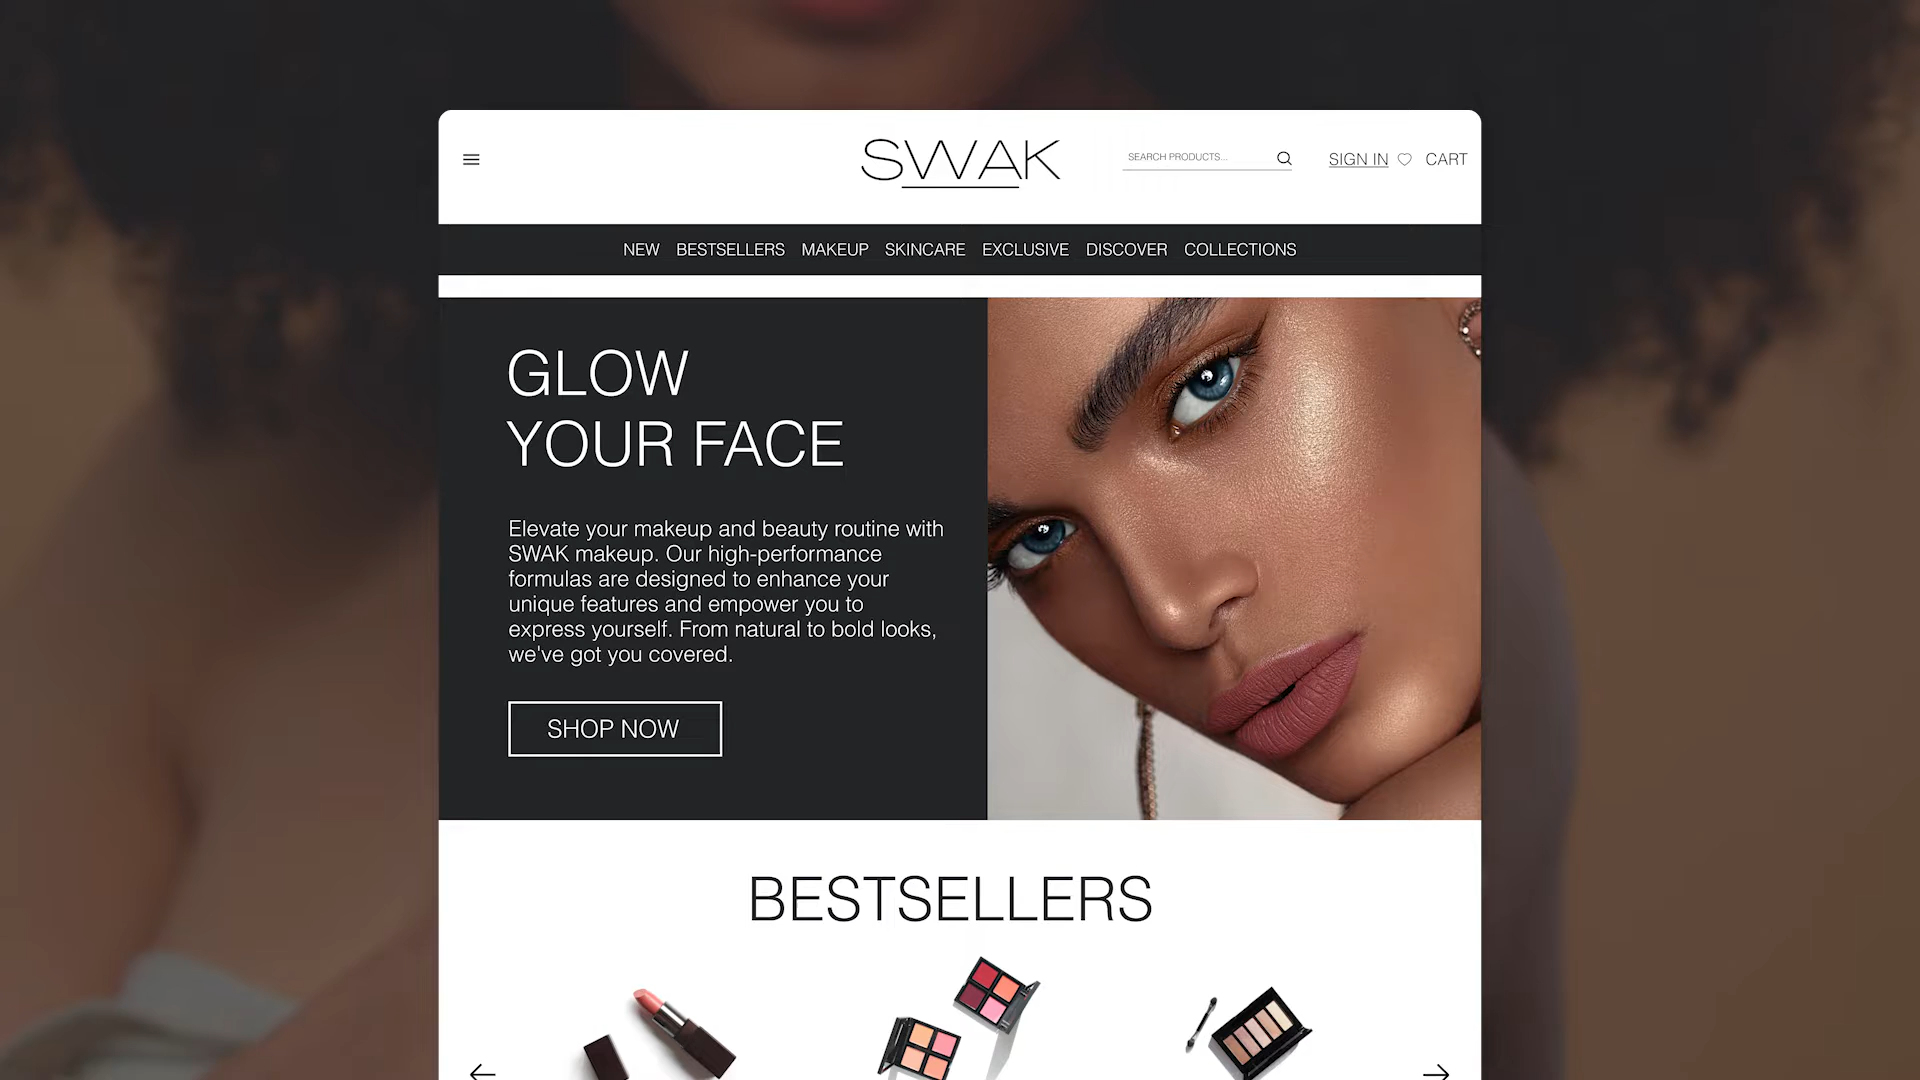 SWAK
SEARCH PRODUCTS...
SIGN IN
CART
NEW BESTSELLERS MAKEUP SKINCARE EXCLUSIVE DISCOVER COLLECTIONS
GLOW
YOUR FACE
Elevate your makeup and beauty routine with
SWAK makeup. Our high-performance
formulas are designed to enhance your
unique features and empower you to
express yourself. From natural to bold looks,
we've got you covered.
SHOP NOW
BESTSELLERS